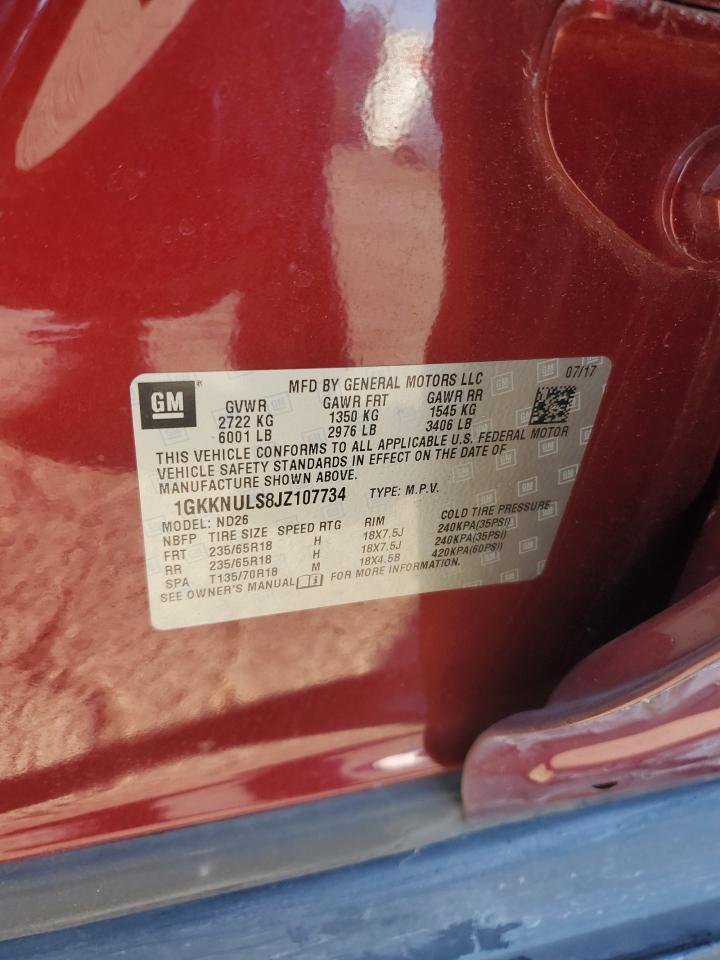 GM
MFD BY GENERAL MOTORS LLC 07/17
GVWR GAWR FRT GAWR RR
2722 KG 1350 KG 1545 KG
6001 LB 2976 LB 3406 LB
THIS VEHICLE CONFORMS TO ALL APPLICABLE U.S. FEDERAL MOTOR
VEHICLE SAFETY STANDARDS IN EFFECT ON THE DATE OF
MANUFACTURE SHOWN ABOVE.
1GKKNULS8JZ107734 TYPE: M.P.V.
MODEL: ND26
NBFP TIRE SIZE SPEED RTG RIM COLD TIRE PRESSURE
FRT 235/65R18 H 18X7.5J 240KPA(35PSI)
RR 235/65R18 H 18X7.5J 240KPA(35PSI)
SPA T135/70R18 M 18X4.5B 420KPA(60PSI)
SEE OWNER'S MANUAL FOR MORE INFORMATION.